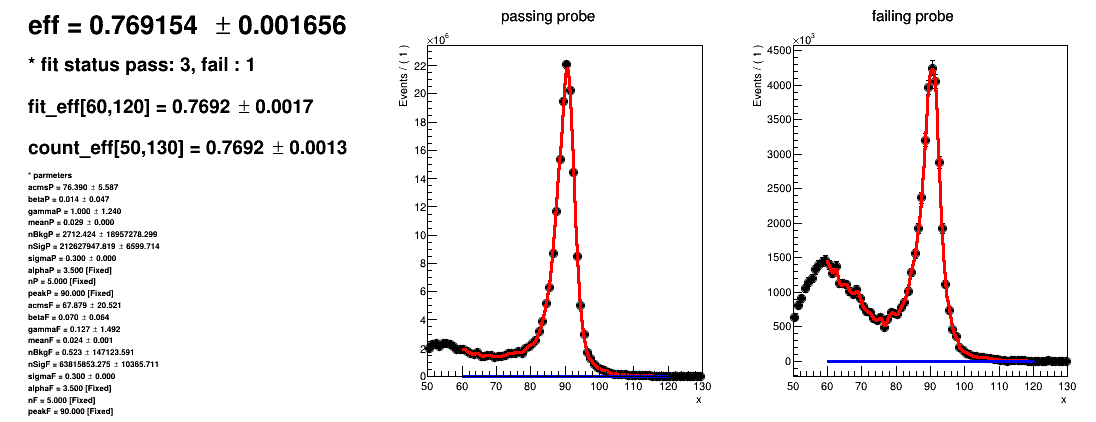 eff = 0.769154 ± 0.001656
* fit status pass: 3, fail : 1
fit_eff[60,120] = 0.7692 ± 0.0017
count_eff[50,130] = 0.7692 ± 0.0013
* parmeters
acmsP = 76.390 ± 5.587
betaP = 0.014 ± 0.047
gammaP = 1.000 ± 1.240
meanP = 0.029 ± 0.000
nBkgP = 2712.424 ± 18957278.299
nSigP = 212627947.819 ± 6599.714
sigmaP = 0.300 ± 0.000
alphaP = 3.500 [Fixed]
nP = 5.000 [Fixed]
peakP = 90.000 [Fixed]
acmsF = 67.879 ± 20.521
betaF = 0.070 ± 0.064
gammaF = 0.127 ± 1.492
meanF = 0.024 ± 0.001
nBkgF = 0.523 ± 147123.591
nSigF = 63815853.275 ± 10365.711
sigmaF = 0.300 ± 0.000
alphaF = 3.500 [Fixed]
nF = 5.000 [Fixed]
peakF = 90.000 [Fixed]
passing probe
×10⁶
Events / ( 1 )
22
20
18
16
14
12
10
8
6
4
2
0
50 60 70 80 90 100 110 120 130
x
failing probe
×10³
Events / ( 1 )
4500
4000
3500
3000
2500
2000
1500
1000
500
0
50 60 70 80 90 100 110 120 130
x